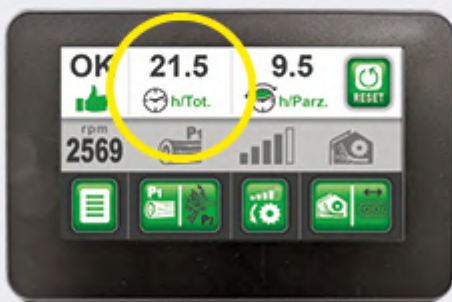 OK 21.5 9.5
h/Tot. h/Parz. RESET
rpm P1
2569
P1 P2